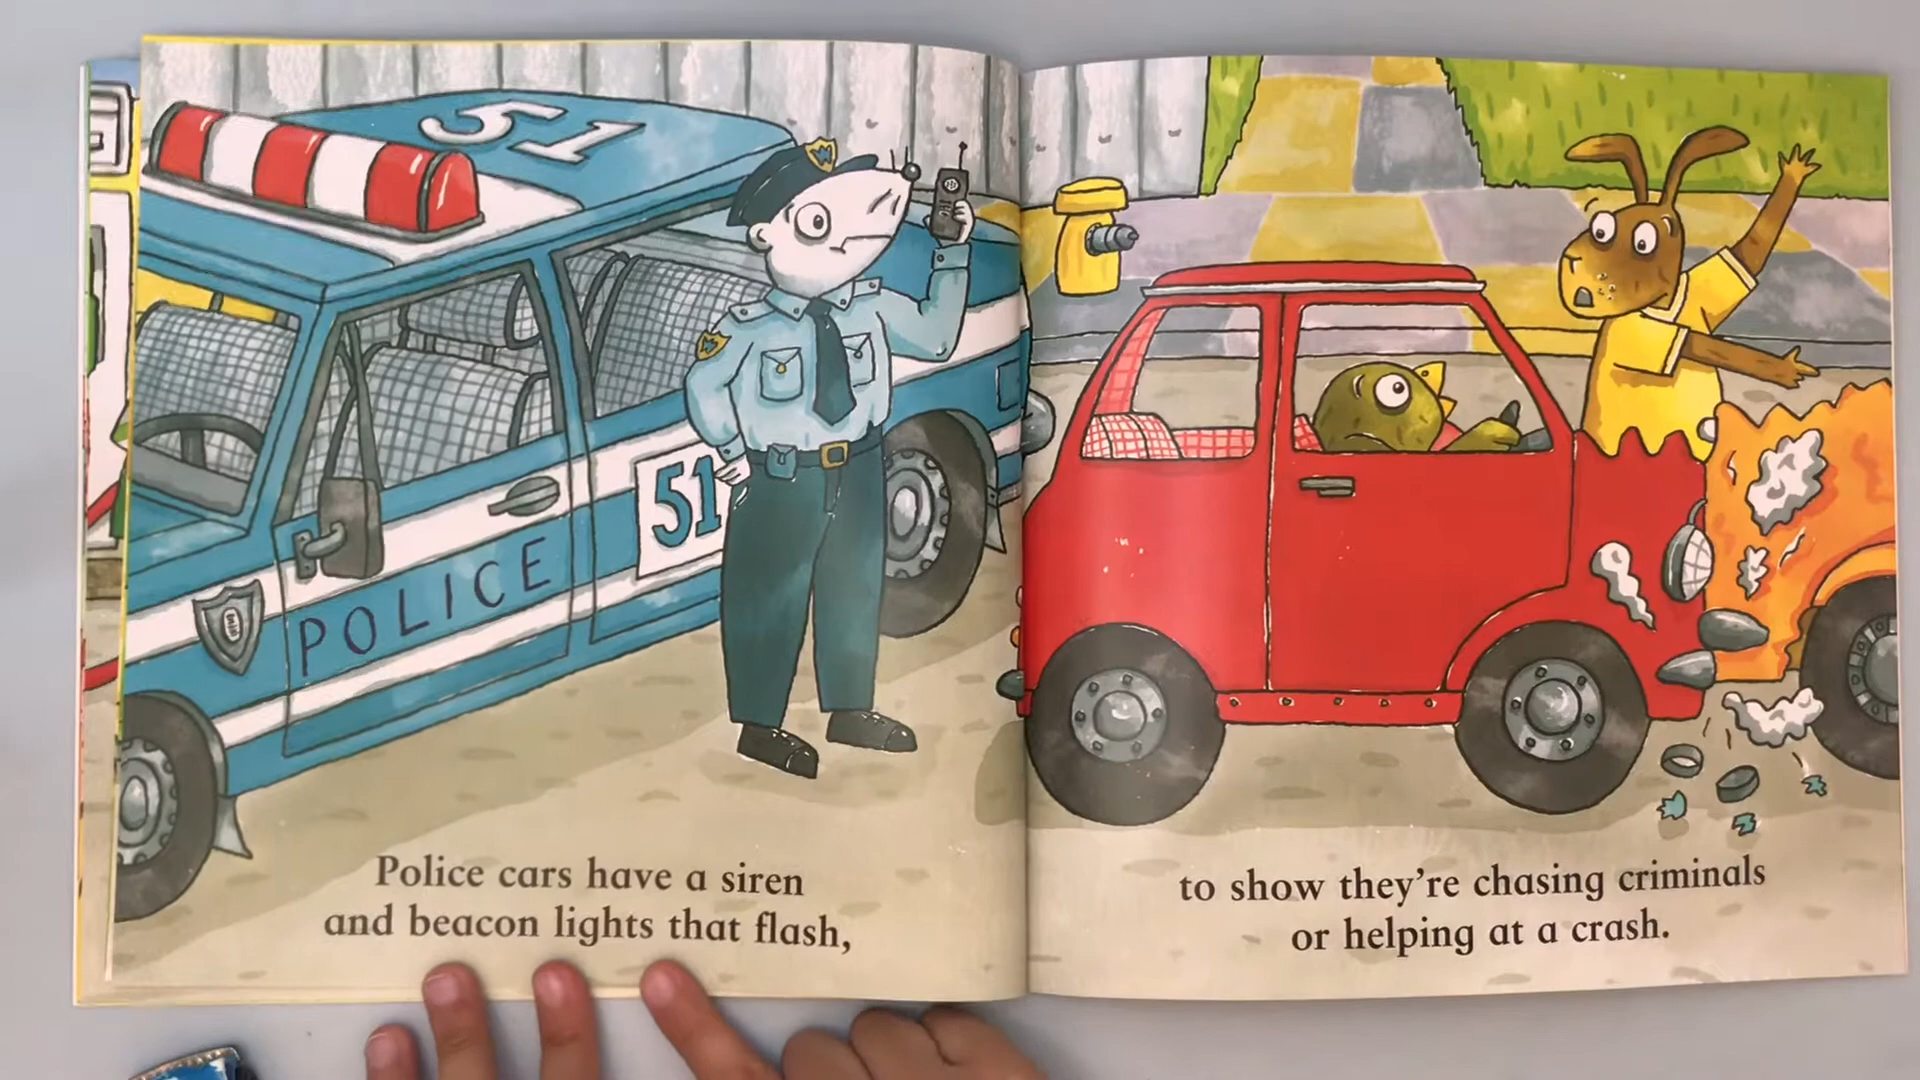 51
POLICE
51
Police cars have a siren
and beacon lights that flash,
to show they're chasing criminals
or helping at a crash.